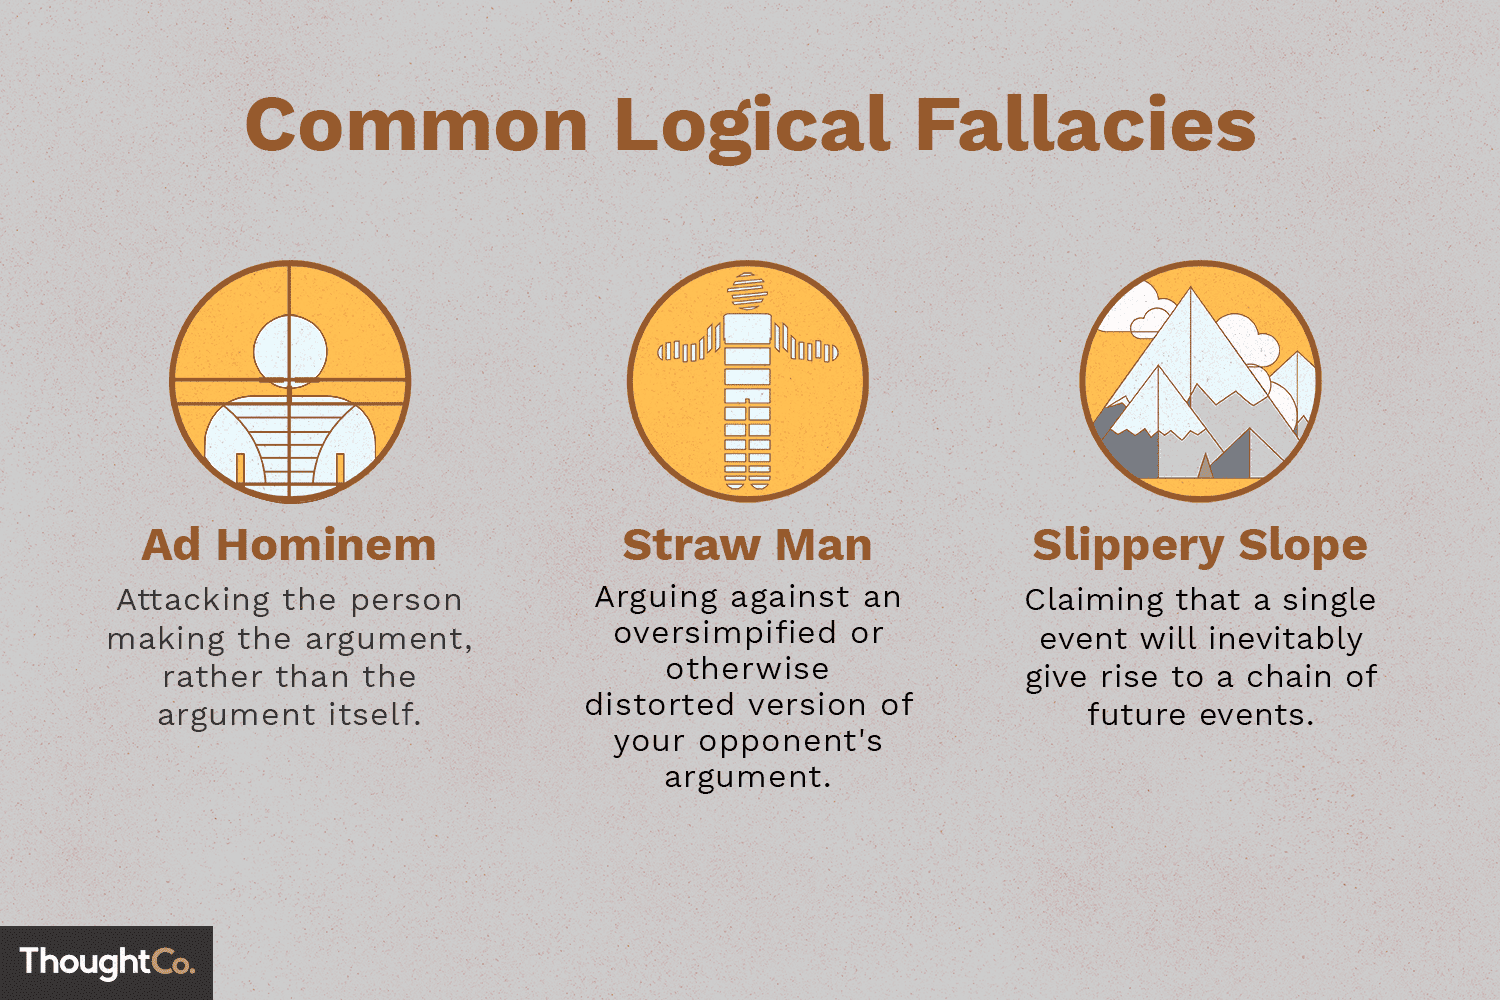 Common Logical Fallacies
Ad Hominem
Attacking the person
making the argument,
rather than the
argument itself.
Straw Man
Arguing against an
oversimpified or
otherwise
distorted version of
your opponent's
argument.
Slippery Slope
Claiming that a single
event will inevitably
give rise to a chain of
future events.
ThoughtCo.